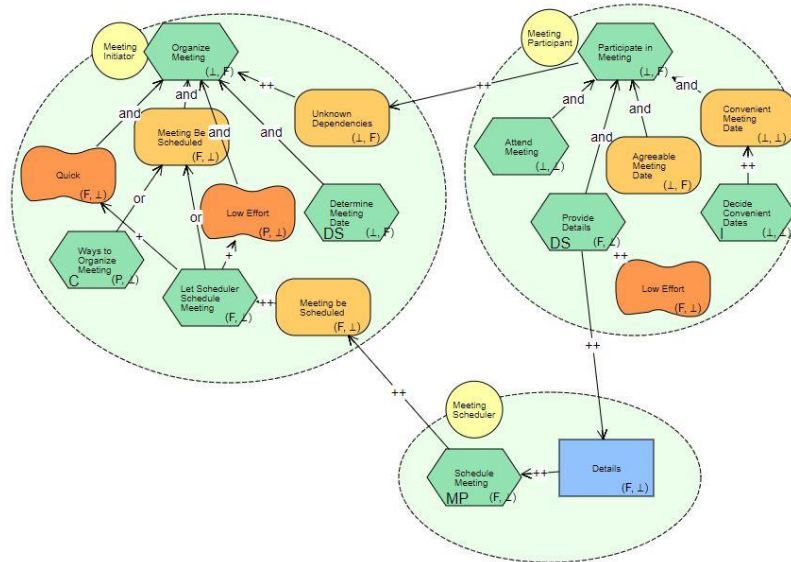 Meeting
Initiator
Organize
Meeting
(⊥, F)
++
and
and
and
and
and
Meeting Be
Scheduled
(F, ⊥)
Unknown
Dependencies
(⊥, F)
Quick
(F, ⊥)
or
or
+
+
Low Effort
(P, ⊥)
Determine
Meeting
Date
DS
(⊥, F)
Ways to
Organize
Meeting
C
(P, ⊥)
Let Scheduler
Schedule
Meeting
(F, ⊥)
++
Meeting be
Scheduled
(F, ⊥)
++
Meeting
Participant
Participate in
Meeting
(⊥, F)
and
and
and
and
Attend
Meeting
(⊥, ⊥)
Agreeable
Meeting
Date
(⊥, F)
Convenient
Meeting
Date
(⊥, ⊥)
++
Provide
Details
DS
(F, ⊥)
Decide
Convenient
Dates
I
(⊥, ⊥)
++
Low Effort
(F, ⊥)
++
++
Meeting
Scheduler
Schedule
Meeting
MP
(F, ⊥)
++
Details
(F, ⊥)